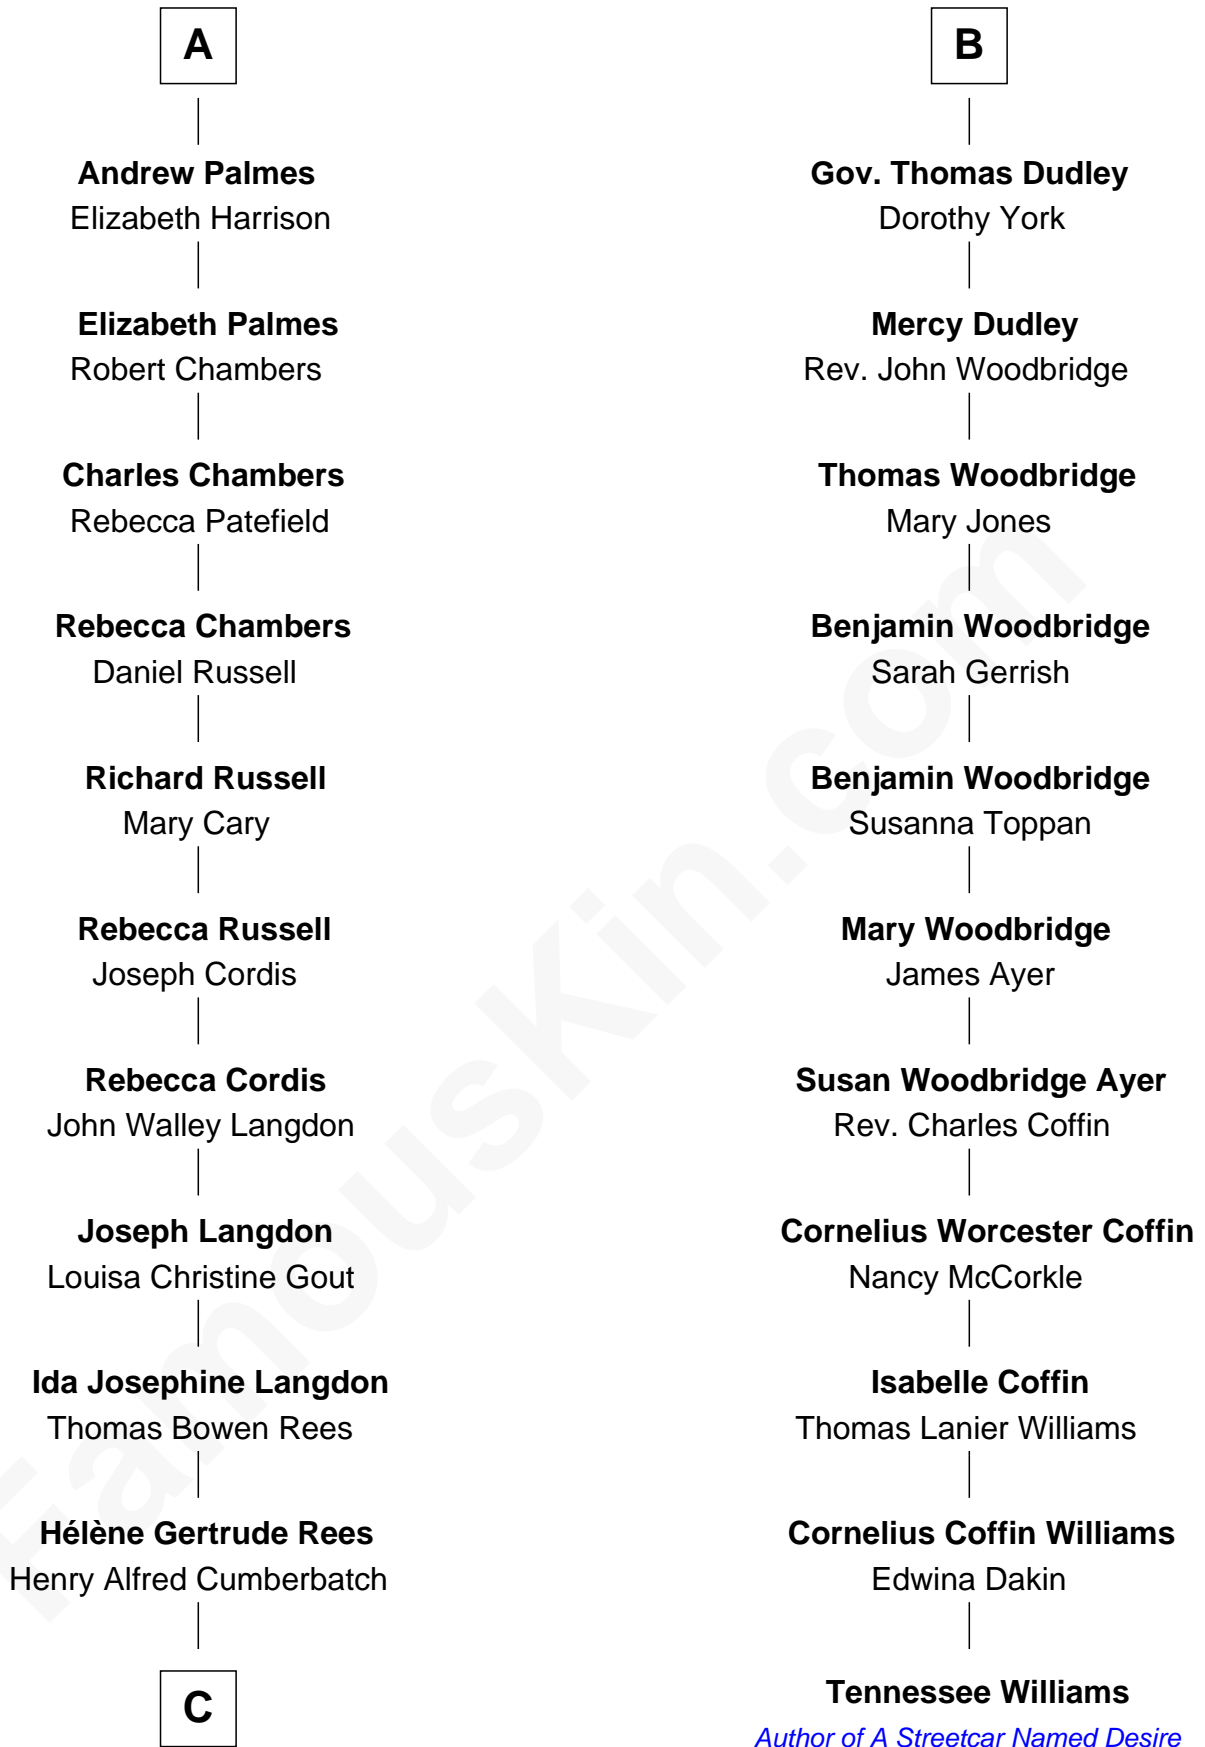 A
Andrew Palmes
Elizabeth Harrison
Elizabeth Palmes
Robert Chambers
Charles Chambers
Rebecca Patefield
Rebecca Chambers
Daniel Russell
Richard Russell
Mary Cary
Rebecca Russell
Joseph Cordis
Rebecca Cordis
John Walley Langdon
Joseph Langdon
Louisa Christine Gout
Ida Josephine Langdon
Thomas Bowen Rees
Hélène Gertrude Rees
Henry Alfred Cumberbatch
C
B
Gov. Thomas Dudley
Dorothy York
Mercy Dudley
Rev. John Woodbridge
Thomas Woodbridge
Mary Jones
Benjamin Woodbridge
Sarah Gerrish
Benjamin Woodbridge
Susanna Toppan
Mary Woodbridge
James Ayer
Susan Woodbridge Ayer
Rev. Charles Coffin
Cornelius Worcester Coffin
Nancy McCorkle
Isabelle Coffin
Thomas Lanier Williams
Cornelius Coffin Williams
Edwina Dakin
Tennessee Williams
Author of A Streetcar Named Desire
FamousKin.com